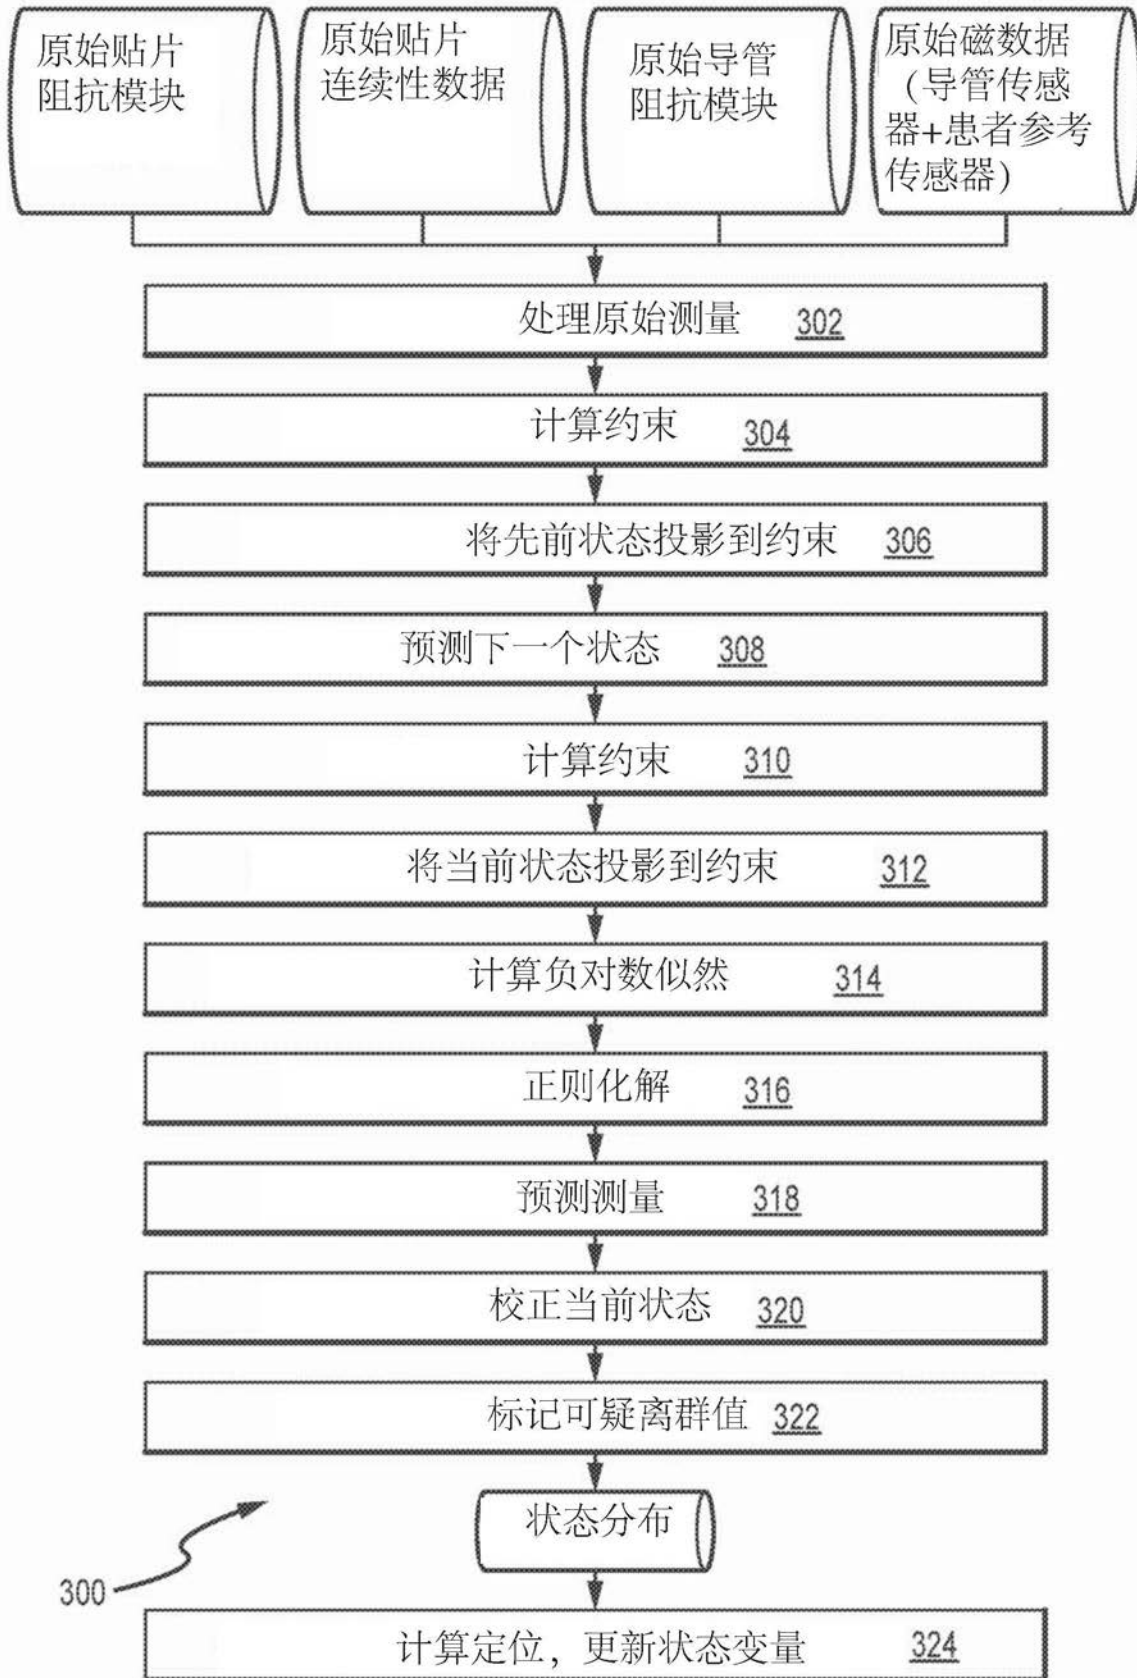 原始贴片
阻抗模块
原始贴片
连续性数据
原始导管
阻抗模块
原始磁数据
（导管传感
器+患者参考
传感器）
处理原始测量 302
计算约束 304
将先前状态投影到约束 306
预测下一个状态 308
计算约束 310
将当前状态投影到约束 312
计算负对数似然 314
正则化解 316
预测测量 318
校正当前状态 320
标记可疑离群值 322
状态分布
300
计算定位，更新状态变量 324